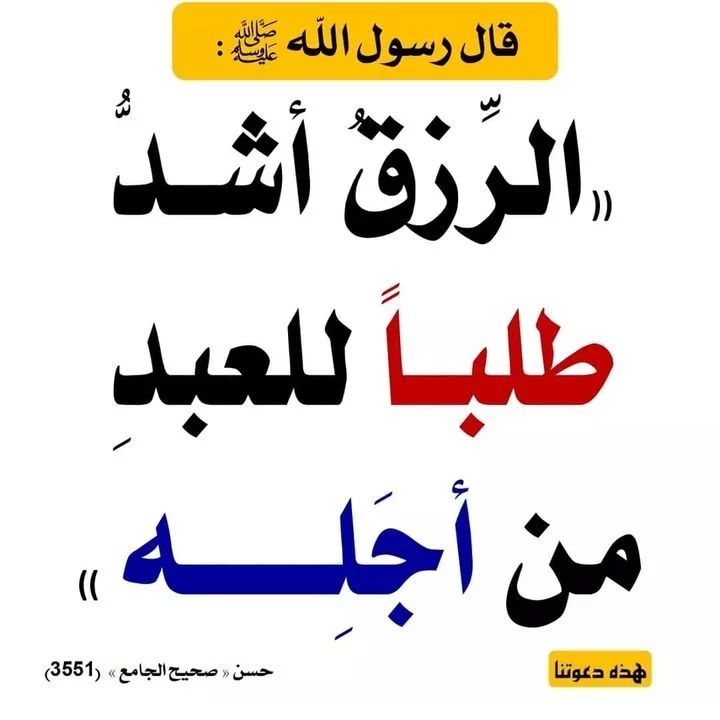 قال رسول الله ﷺ :
((الرِّزقُ أشدُّ
طلباً للعبدِ
من أجَلِه ))
هذه دعوتنا
حسن « صحيح الجامع » (3551)